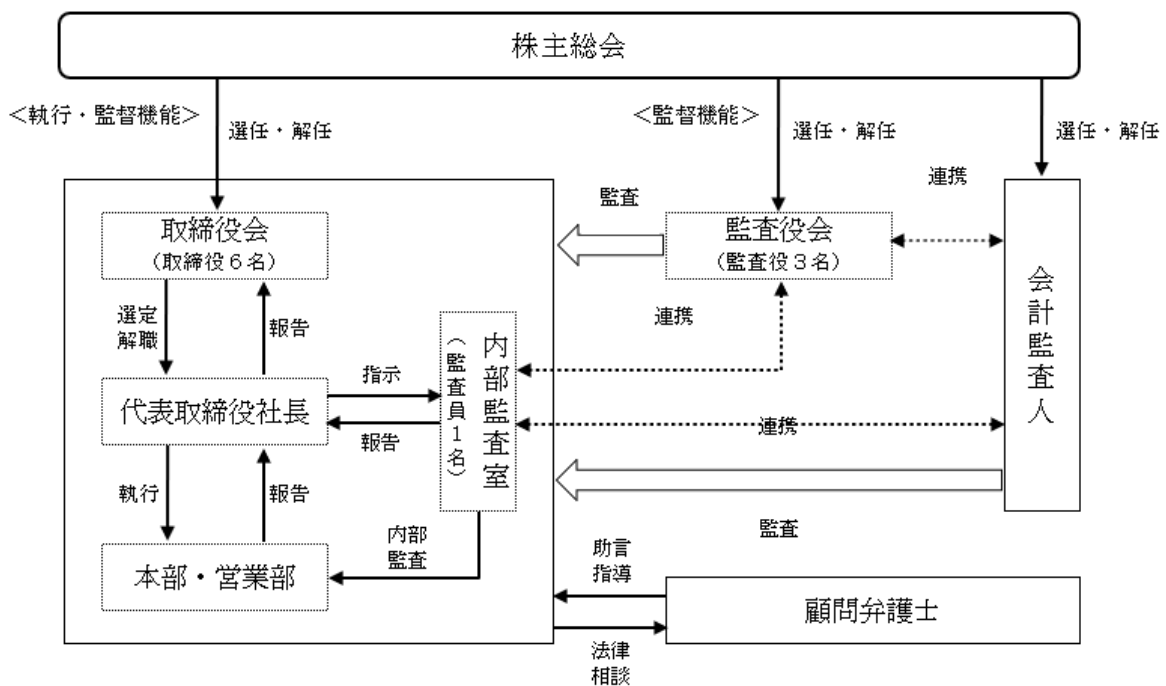 株主総会
＜執行・監督機能＞
選任・解任
＜監督機能＞
選任・解任
選任・解任
連携
監査
取締役会
（取締役６名）
監査役会
（監査役３名）
会計監査人
選定
解職
報告
連携
内部監査室
（監査員１名）
指示
代表取締役社長
報告
連携
執行
報告
内部
監査
監査
本部・営業部
助言
指導
顧問弁護士
法律
相談